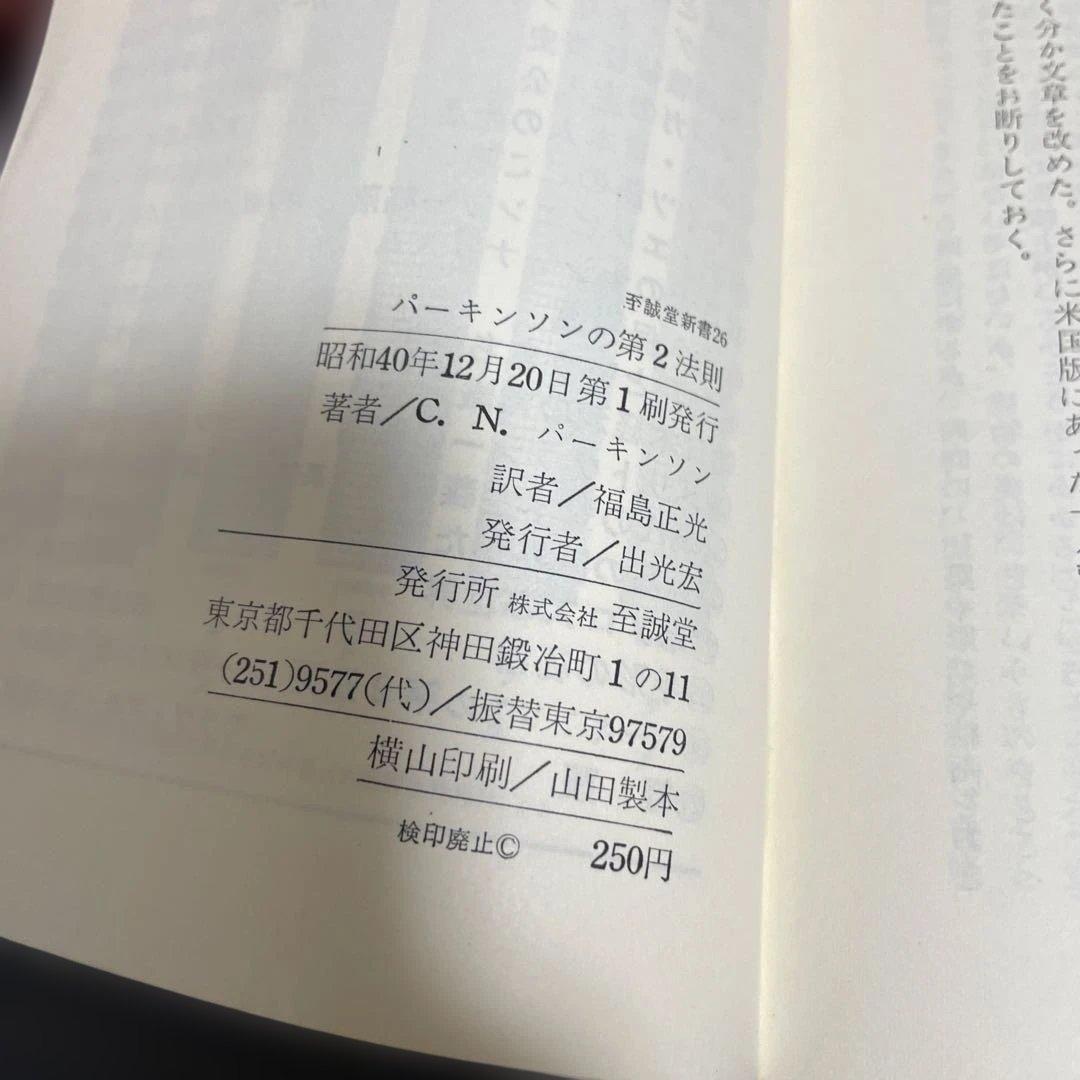 く分か文章を改めた。さらに米国版にあった
たことをお断りしておく。
至誠堂新書26
パーキンソンの第2法則
昭和40年12月20日第1刷発行
著者/C. N. パーキンソン
訳者/福島正光
発行者/出光宏
発行所 株式会社 至誠堂
東京都千代田区神田鍛冶町1の11
(251)9577(代)/振替東京97579
横山印刷/山田製本
検印廃止© 250円